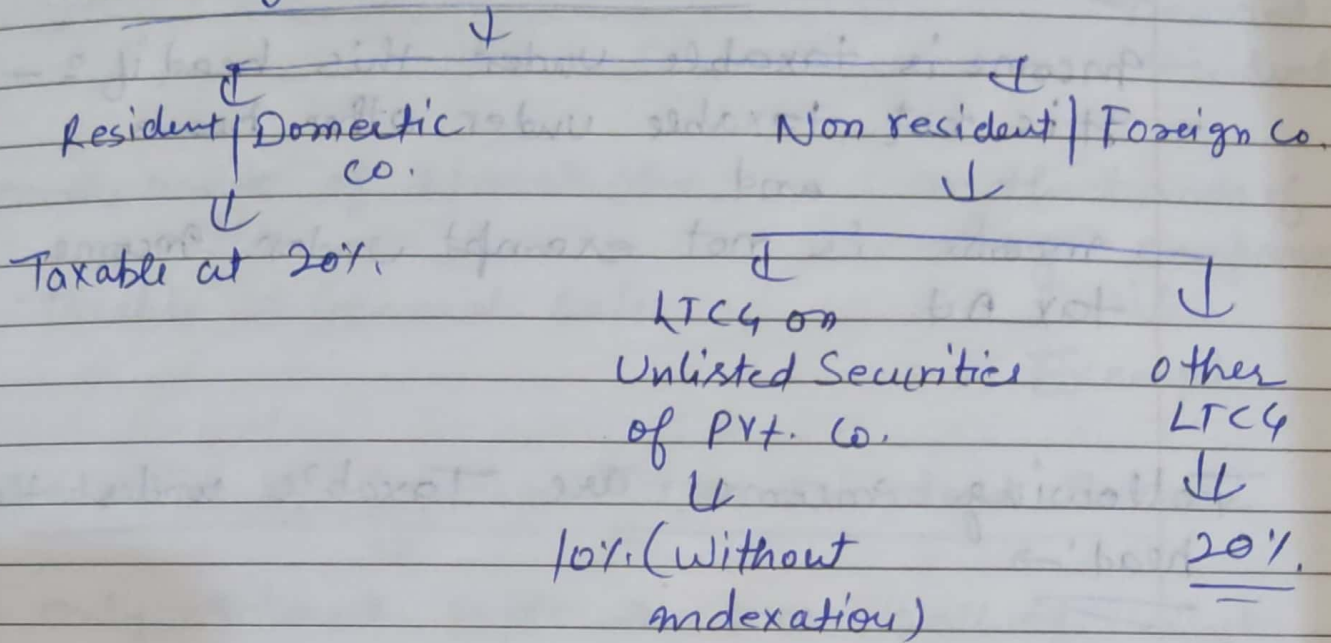 Resident | Domestic
co.
Non resident | Foreign Co.
Taxable at 20%.
LTCG on
Unlisted Securities
of Pvt. Co.
10% (Without
indexation)
other
LTCG
20%.